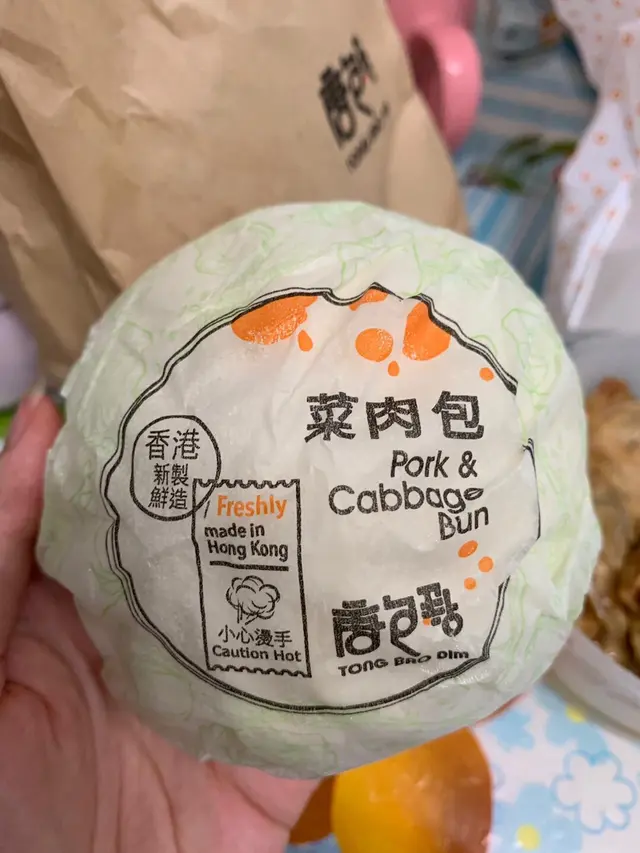 菜肉包
Pork &
Cabbage
Bun
香港
新製
鮮造
Freshly
made in
Hong Kong
小心燙手
Caution Hot
唐包點
TONG BAO Dim